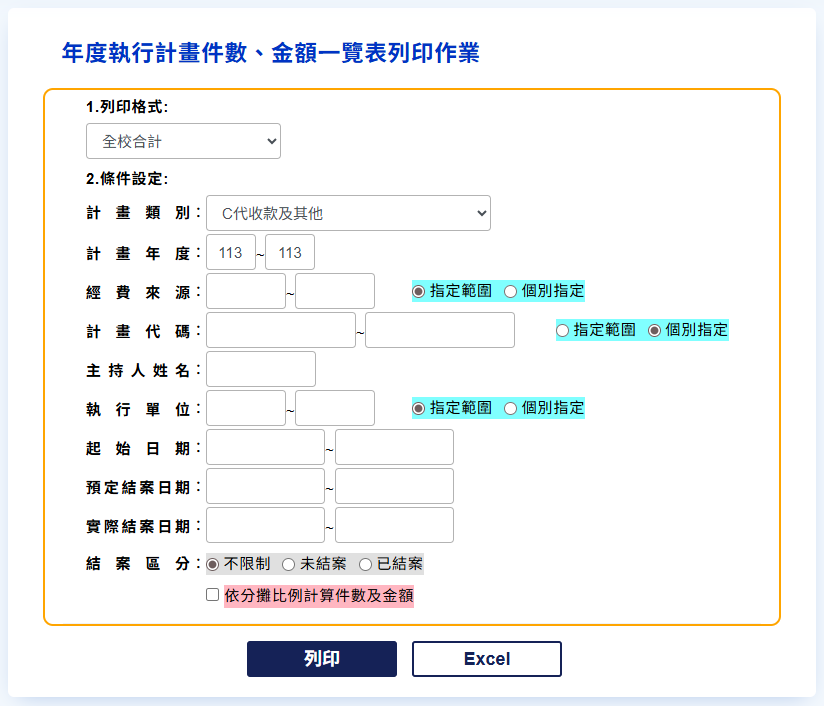 年度執行計畫件數、金額一覽表列印作業
1.列印格式:
全校合計
2.條件設定:
計畫類別: C代收款及其他
計畫年度: 113 ~ 113
經費來源: ~ 指定範圍 個別指定
計畫代碼: ~ 指定範圍 個別指定
主持人姓名:
執行單位: ~ 指定範圍 個別指定
起始日期: ~
預定結案日期: ~
實際結案日期: ~
結案區分: 不限制 未結案 已結案
依分攤比例計算件數及金額
列印 Excel